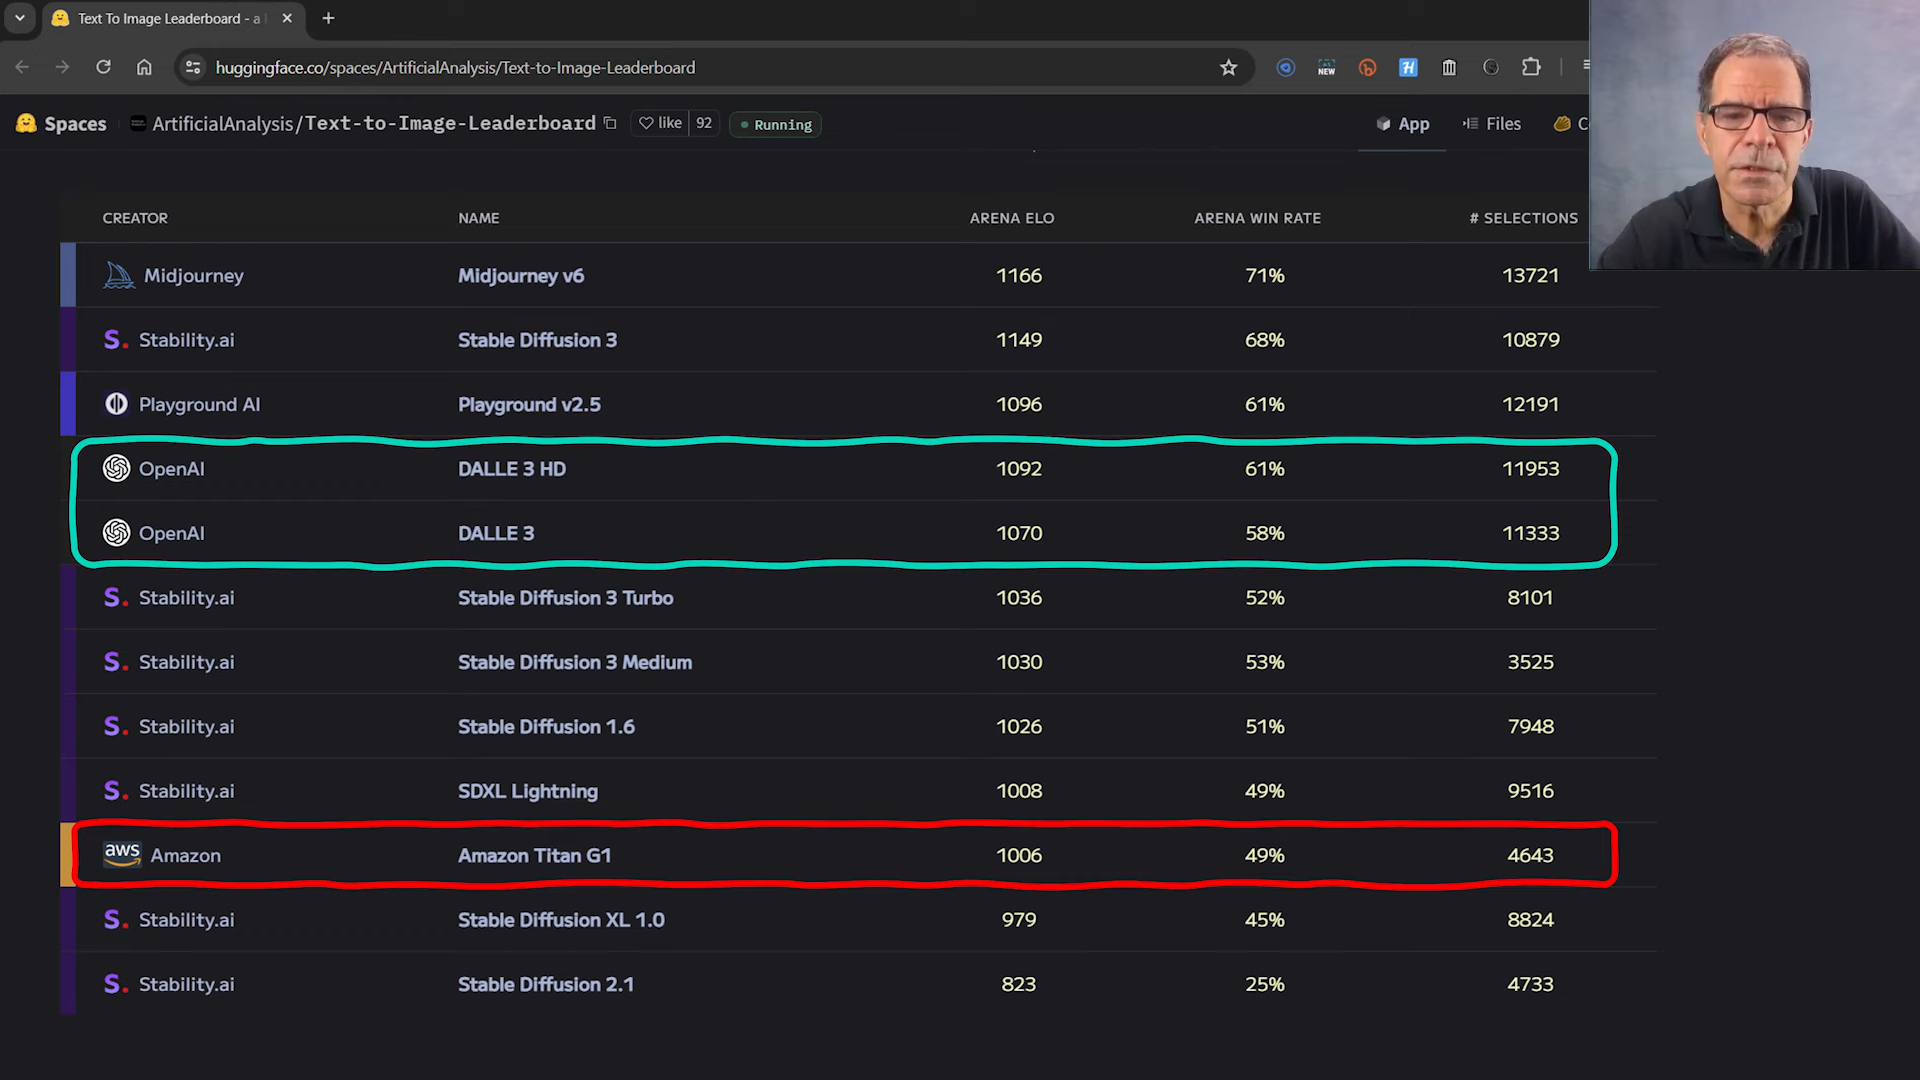 Text To Image Leaderboard - a
huggingface.co/spaces/ArtificialAnalysis/Text-to-Image-Leaderboard
NEW
H
Spaces ArtificialAnalysis/Text-to-Image-Leaderboard like 92 Running App Files C
CREATOR NAME ARENA ELO ARENA WIN RATE # SELECTIONS
Midjourney Midjourney v6 1166 71% 13721
S. Stability.ai Stable Diffusion 3 1149 68% 10879
Playground AI Playground v2.5 1096 61% 12191
OpenAI DALLE 3 HD 1092 61% 11953
OpenAI DALLE 3 1070 58% 11333
S. Stability.ai Stable Diffusion 3 Turbo 1036 52% 8101
S. Stability.ai Stable Diffusion 3 Medium 1030 53% 3525
S. Stability.ai Stable Diffusion 1.6 1026 51% 7948
S. Stability.ai SDXL Lightning 1008 49% 9516
aws Amazon Amazon Titan G1 1006 49% 4643
S. Stability.ai Stable Diffusion XL 1.0 979 45% 8824
S. Stability.ai Stable Diffusion 2.1 823 25% 4733